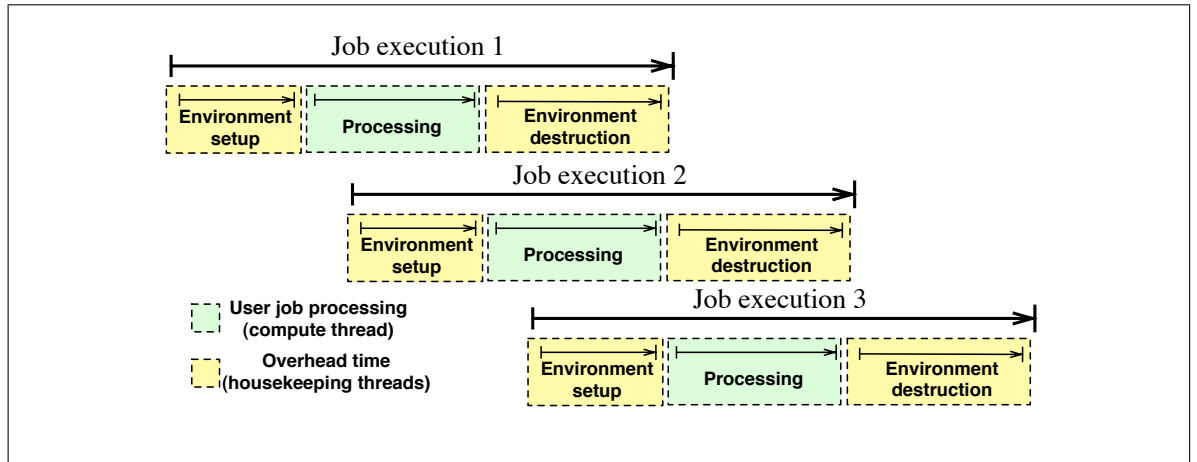 Job execution 1
Environment
setup
Processing
Environment
destruction
Job execution 2
Environment
setup
Processing
Environment
destruction
Job execution 3
User job processing
(compute thread)
Overhead time
(housekeeping threads)
Environment
setup
Processing
Environment
destruction